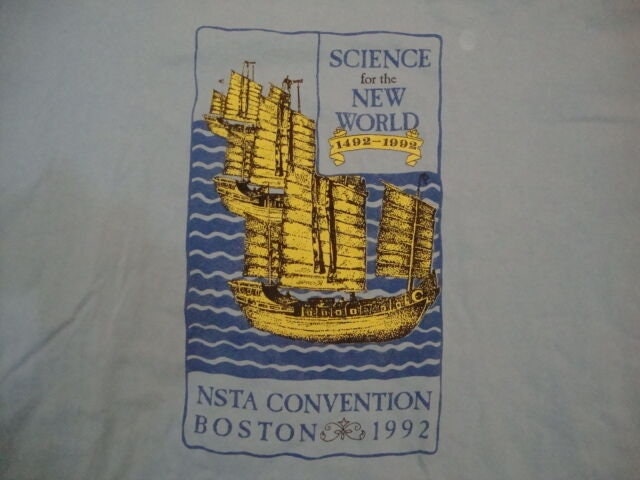 SCIENCE
for the
NEW
WORLD
1492-1992
NSTA CONVENTION
BOSTON 1992